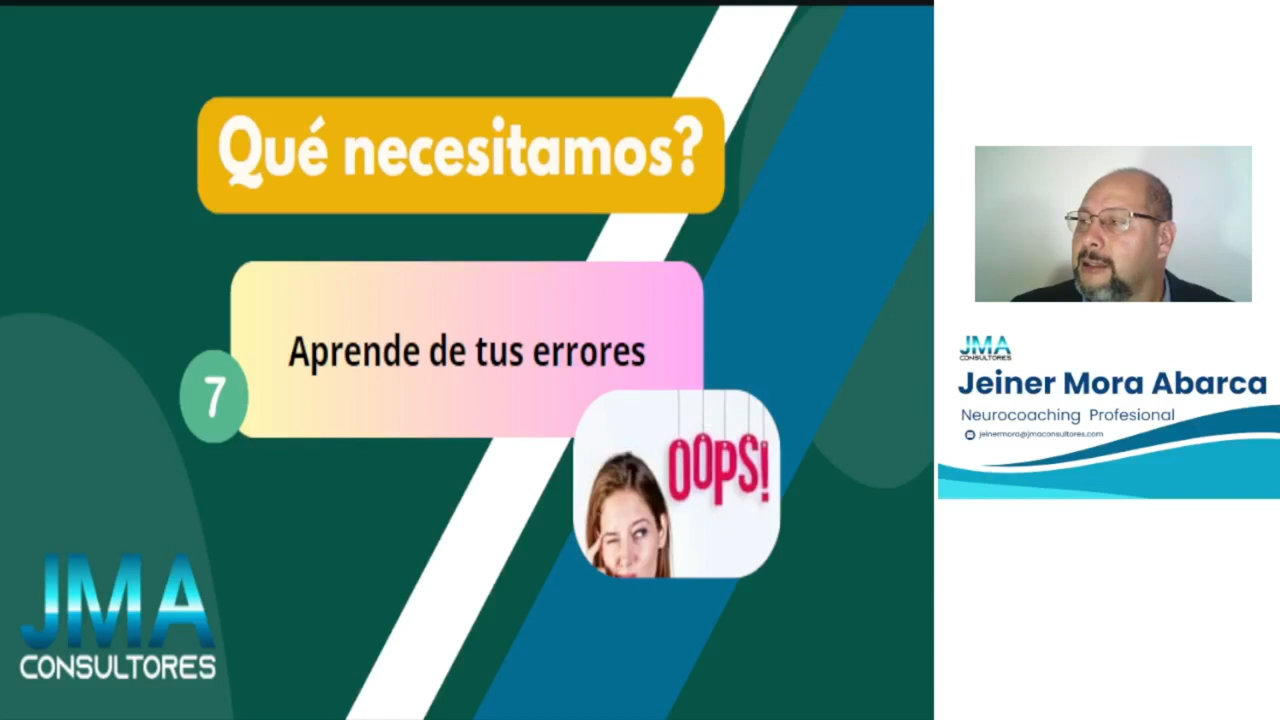 Qué necesitamos?
Aprende de tus errores
7
OOPS!
JMA
CONSULTORES
JMA
CONSULTORES
Jeiner Mora Abarca
Neurocoaching Profesional
jeinermora@jmaconsultores.com